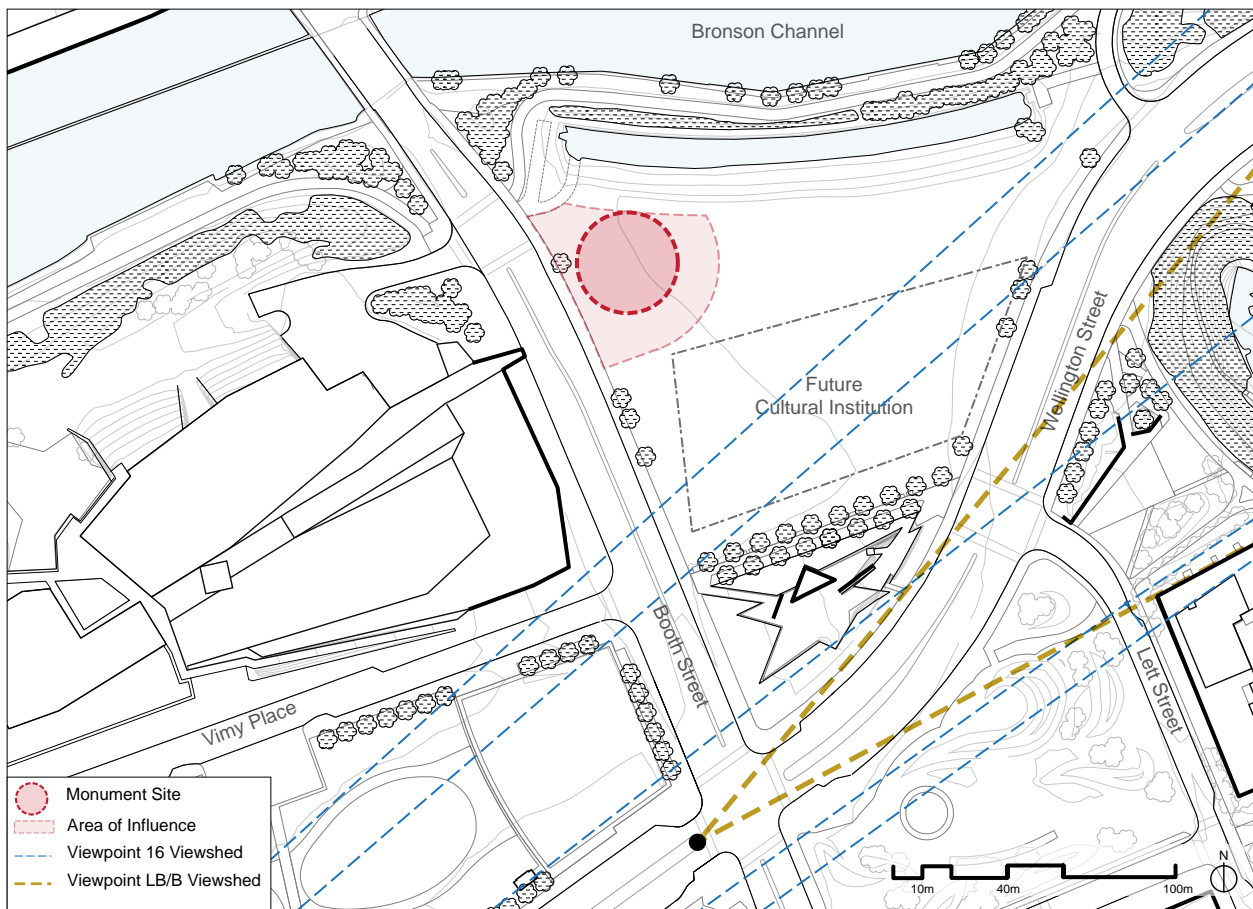 Bronson Channel
Wellington Street
Future
Cultural Institution
Booth Street
Lett Street
Vimy Place
Monument Site
Area of Influence
Viewpoint 16 Viewshed
Viewpoint LB/B Viewshed
N
10m 40m 100m